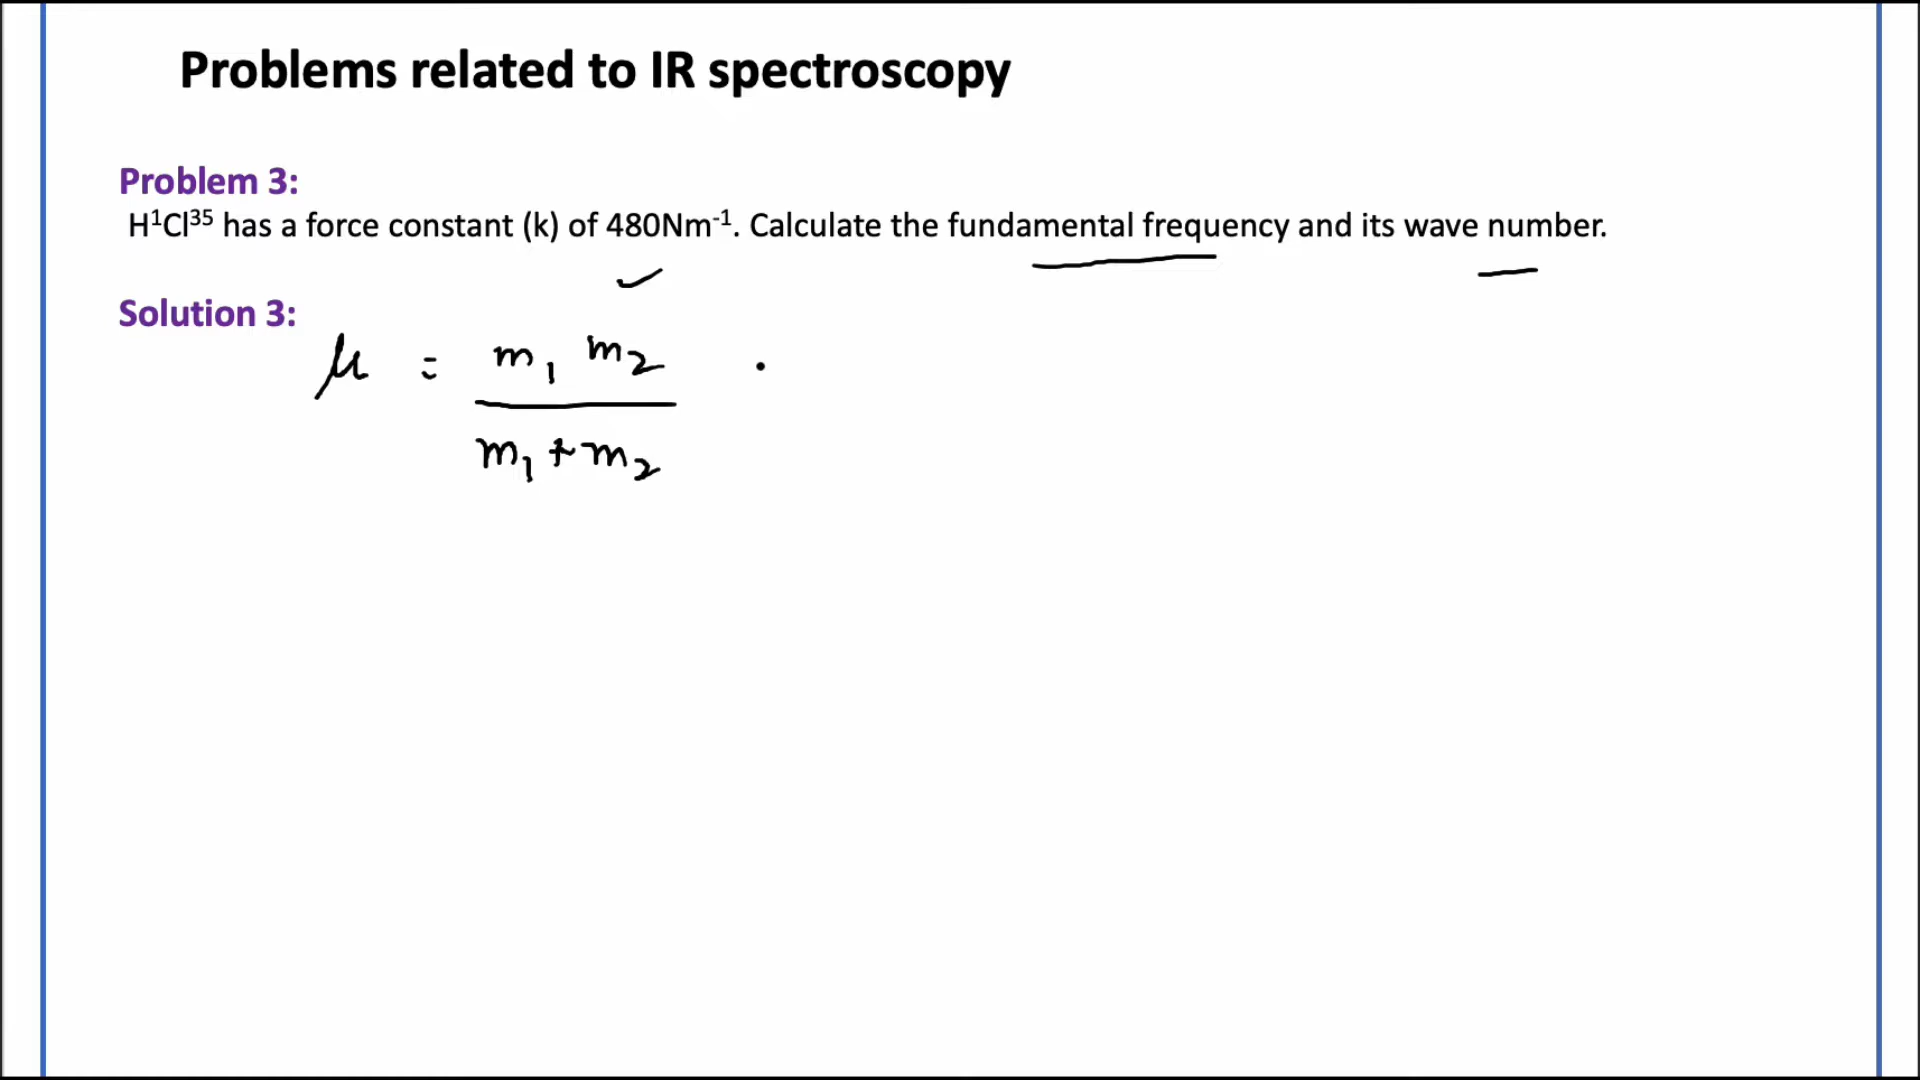 Problems related to IR spectroscopy
Problem 3:
H¹Cl³⁵ has a force constant (k) of 480Nm⁻¹. Calculate the fundamental frequency and its wave number.
Solution 3:
μ = m₁ m₂ .
m₁ + m₂